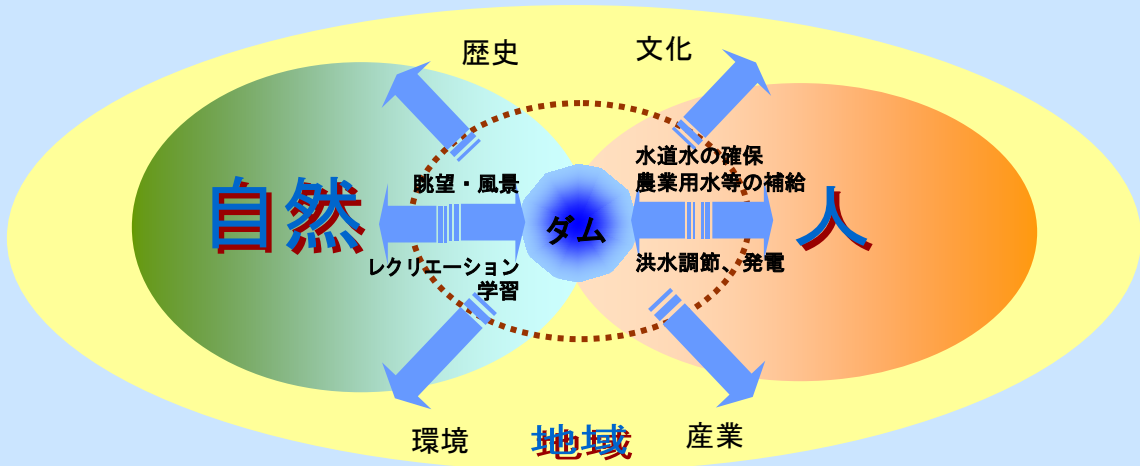 歴史
文化
水道水の確保
農業用水等の補給
眺望・風景
自然
ダム
人
レクリエーション
学習
洪水調節、発電
環境
地域
産業